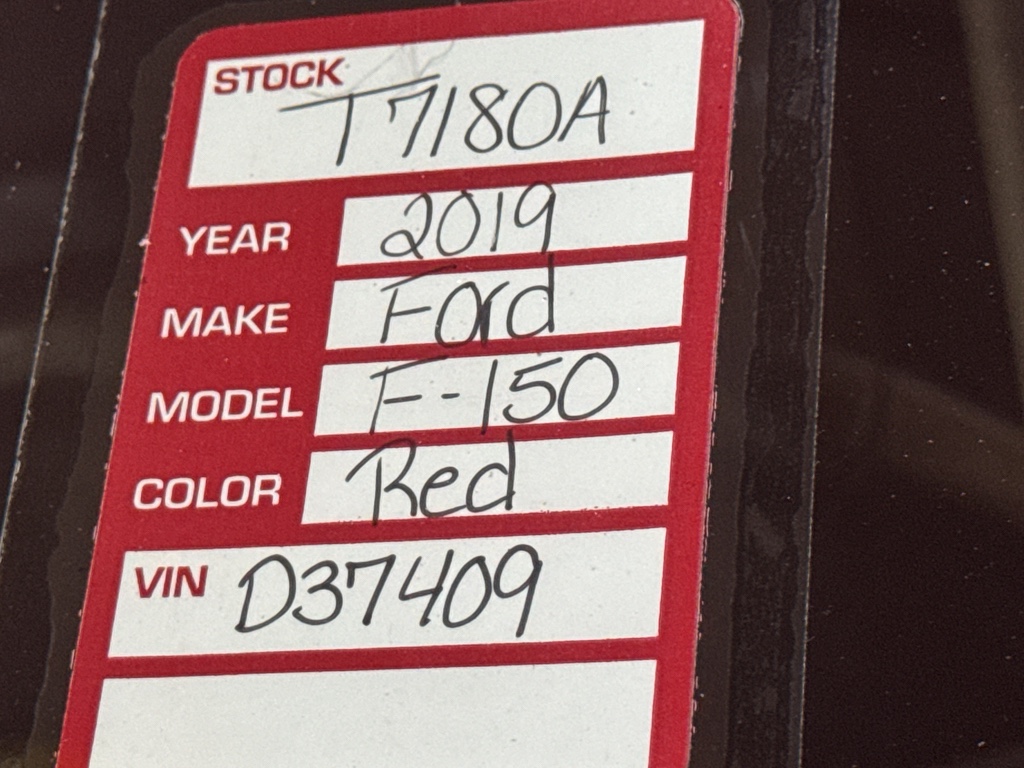 STOCK
T7180A
YEAR 2019
MAKE Ford
MODEL F-150
COLOR Red
VIN D37409